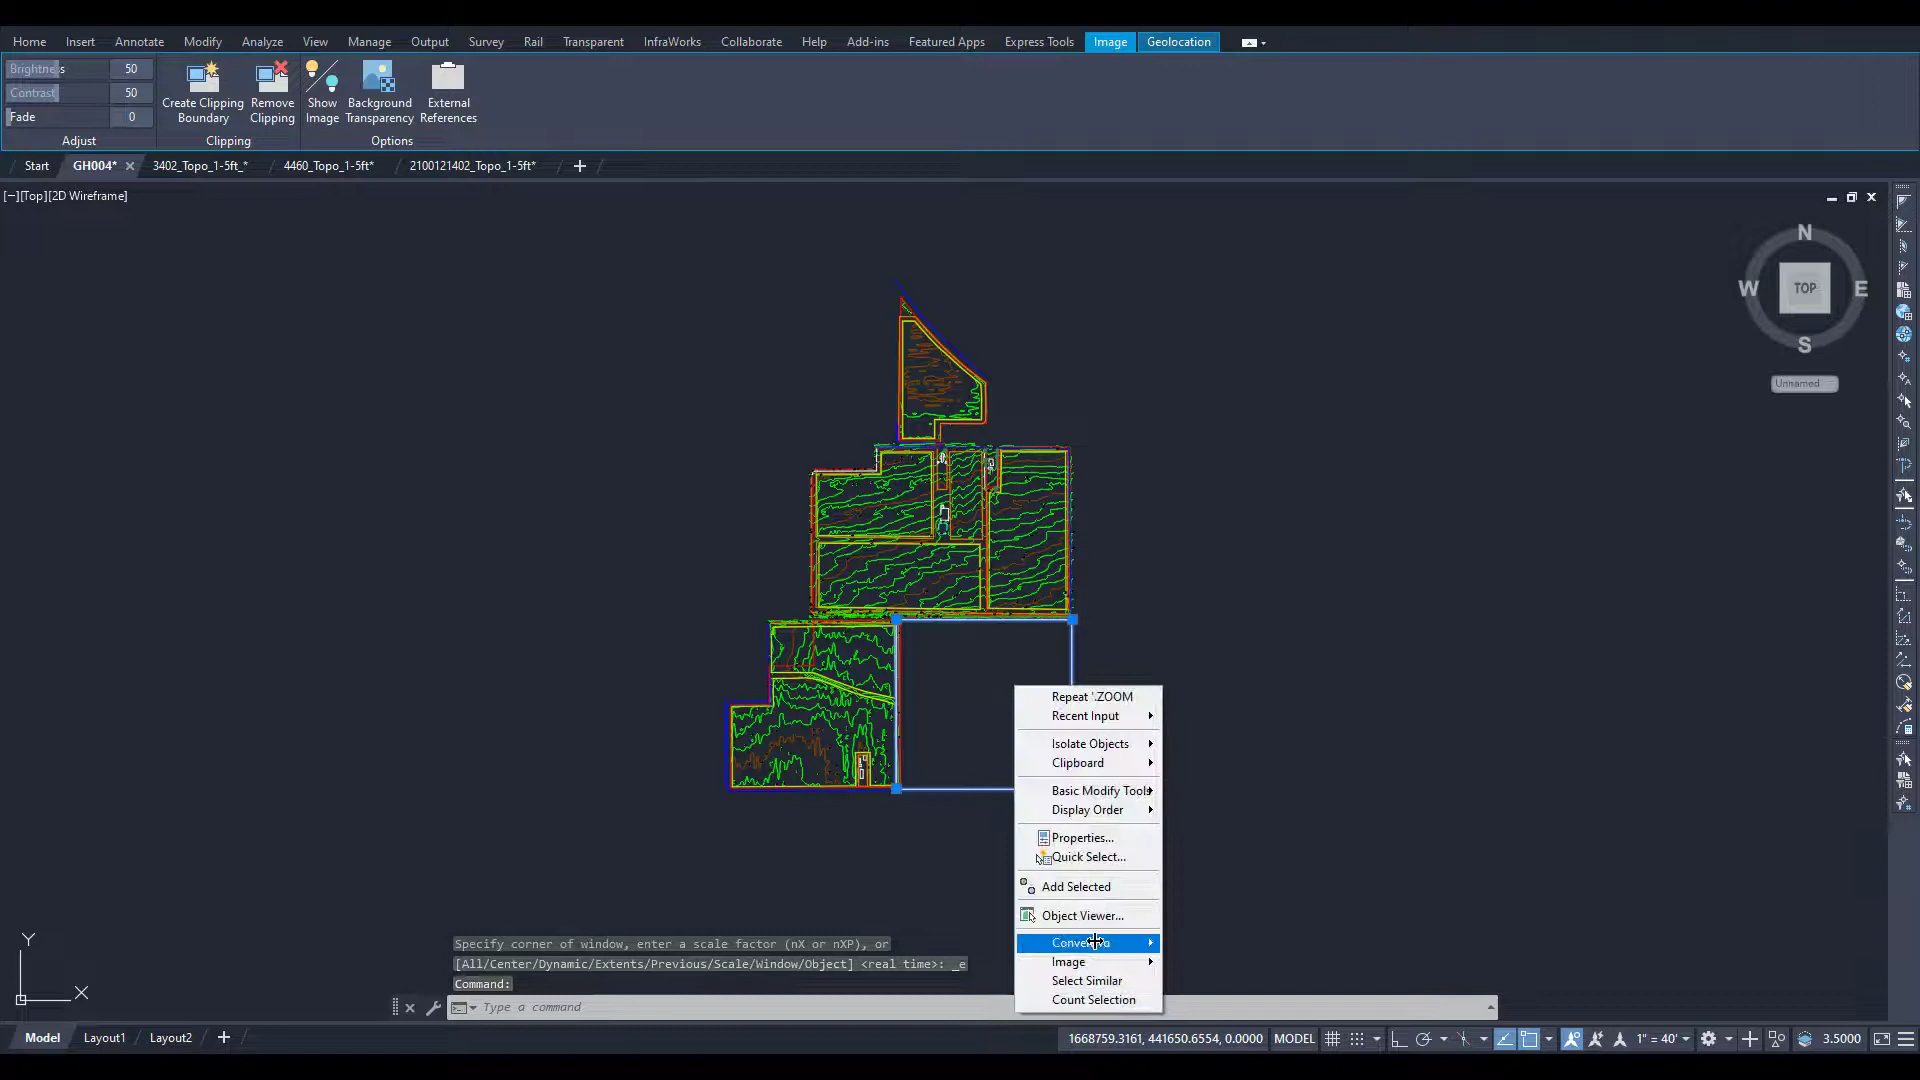 Home Insert Annotate Modify Analyze View Manage Output Survey Rail Transparent InfraWorks Collaborate Help Add-ins Featured Apps Express Tools Image Geolocation
Brightness 50
Contrast 50
Fade 0
Create Clipping Boundary
Remove Clipping
Show Image
Background Transparency
External References
Adjust Clipping Options
Start GH004* 3402_Topo_1-5ft_* 4460_Topo_1-5ft* 2100121402_Topo_1-5ft*
[−][Top][2D Wireframe]
N
W TOP E
S
Unnamed
Repeat '.ZOOM
Recent Input
Isolate Objects
Clipboard
Basic Modify Tools
Display Order
Properties...
Quick Select...
Add Selected
Object Viewer...
Image
Select Similar
Count Selection
Y
X
Specify corner of window, enter a scale factor (nX or nXP), or
[All/Center/Dynamic/Extents/Previous/Scale/Window/Object] <real time>: _e
Command:
Type a command
Model Layout1 Layout2 1668759.3161, 441650.6554, 0.0000 MODEL 1" = 40' 3.5000